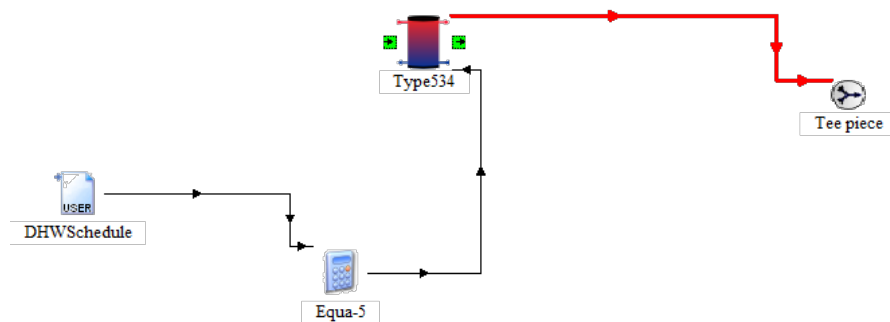 Type534
Tee piece
USER
DHWSchedule
Equa-5